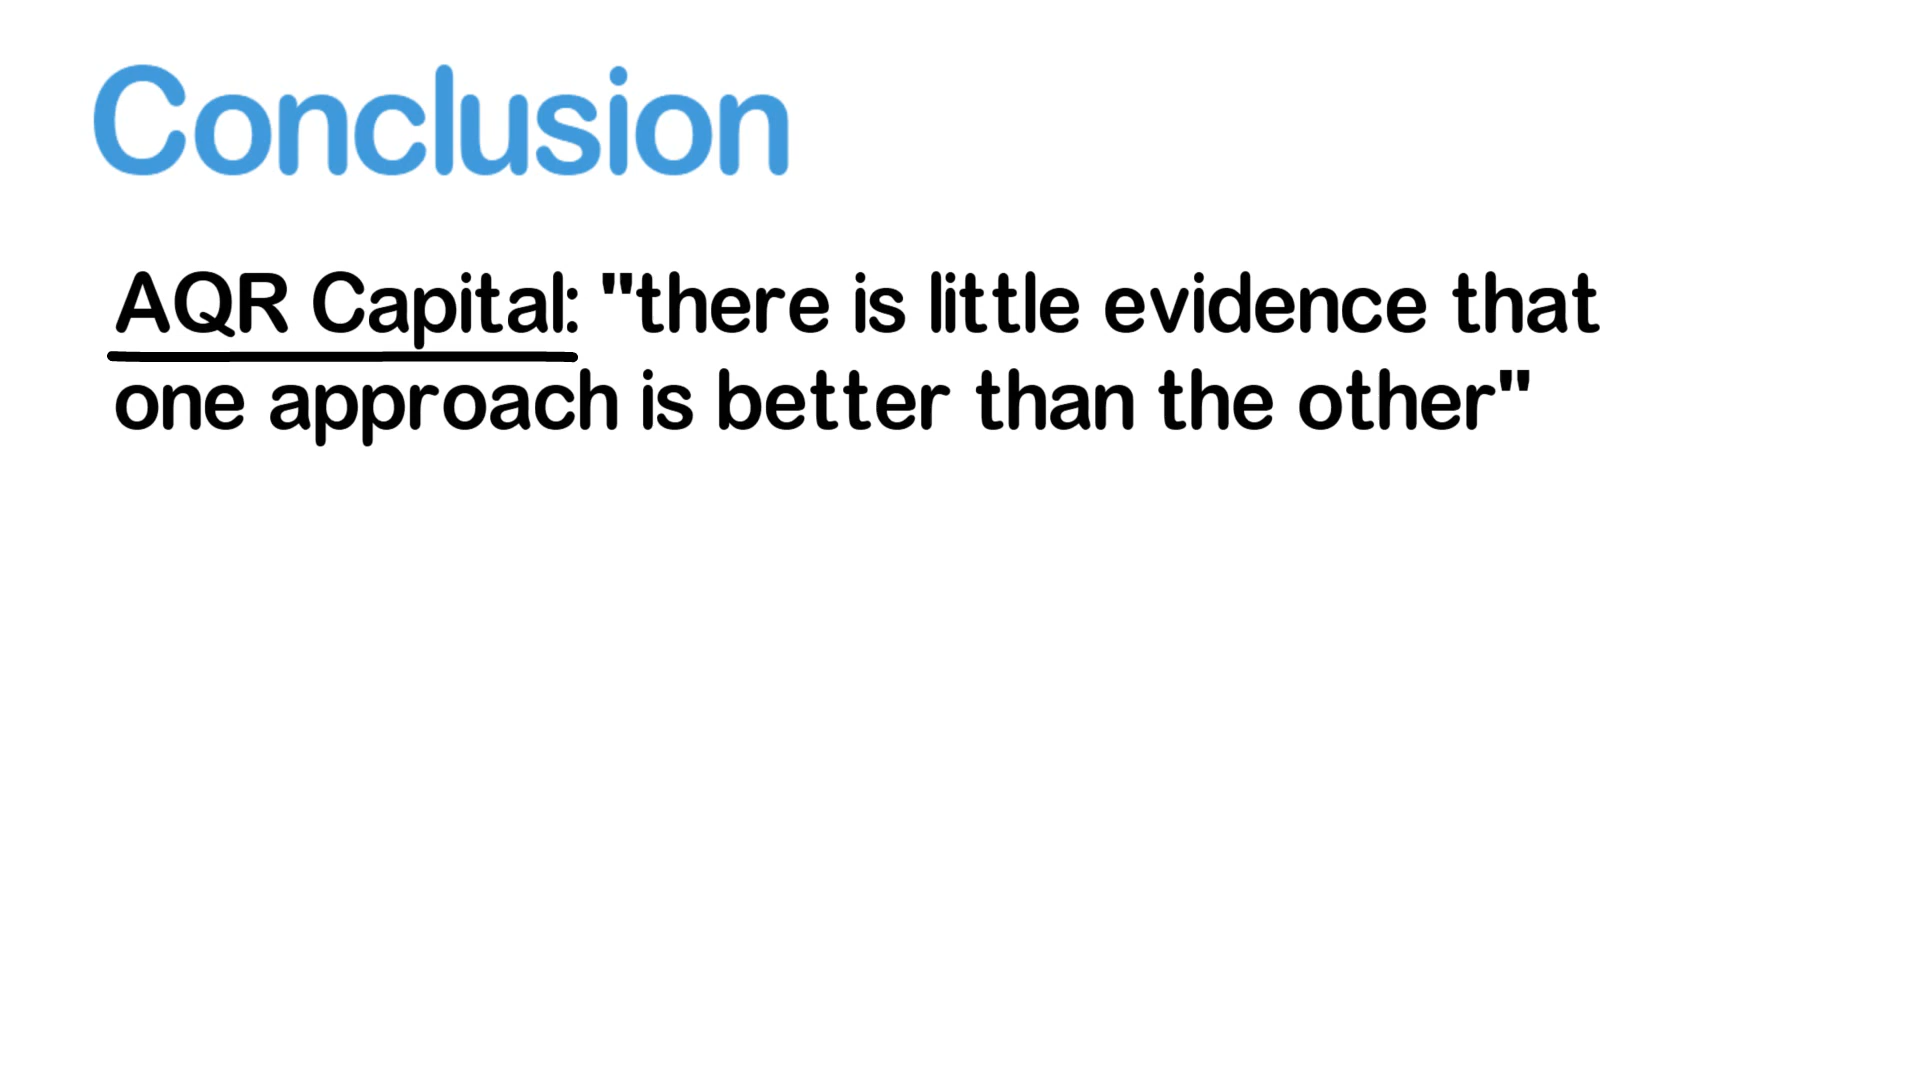 Conclusion
AQR Capital: "there is little evidence that
one approach is better than the other"